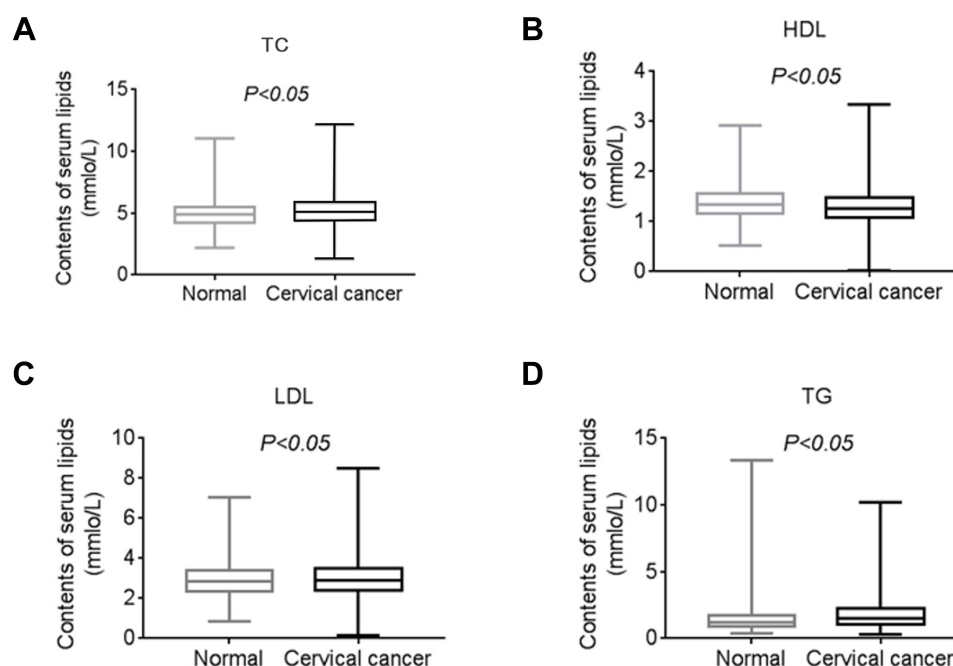 A
TC
P<0.05
Contents of serum lipids
(mmlo/L)
15
10
5
0
Normal
Cervical cancer
B
HDL
P<0.05
Contents of serum lipids
(mmlo/L)
4
3
2
1
0
Normal
Cervical cancer
C
LDL
P<0.05
Contents of serum lipids
(mmlo/L)
10
8
6
4
2
0
Normal
Cervical cancer
D
TG
P<0.05
Contents of serum lipids
(mmlo/L)
15
10
5
0
Normal
Cervical cancer